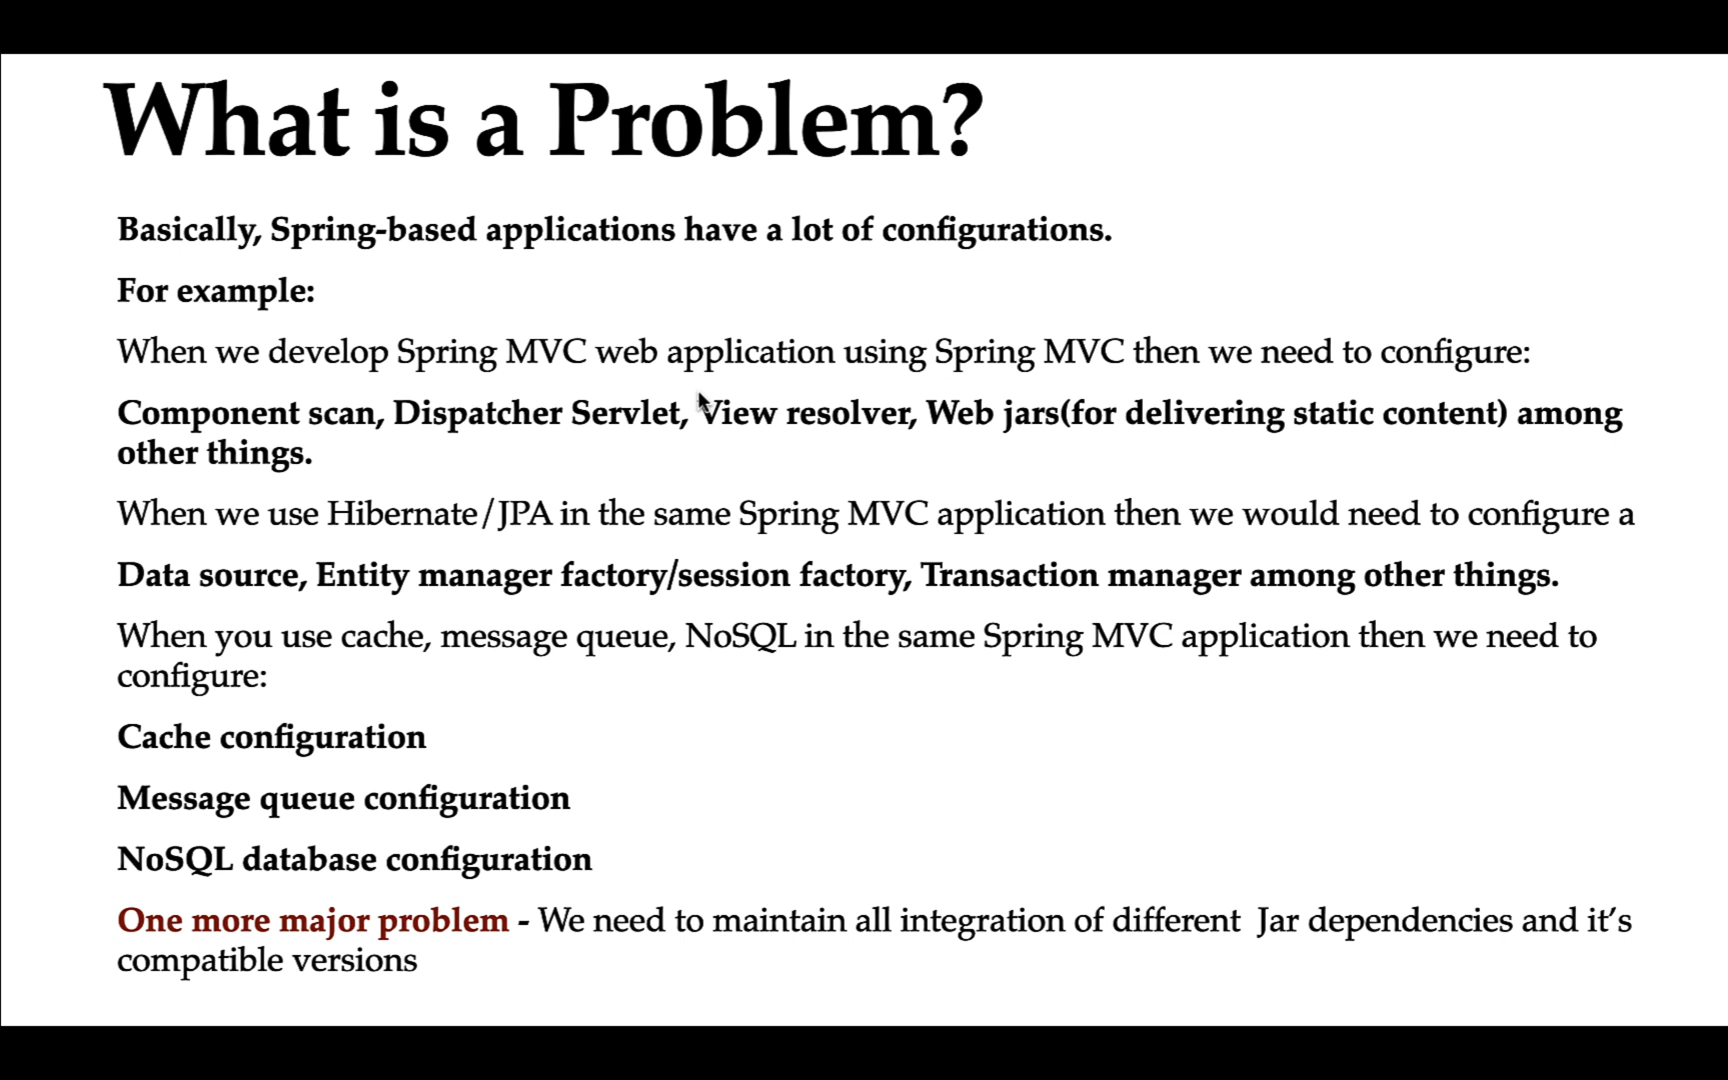 What is a Problem?
Basically, Spring-based applications have a lot of configurations.
For example:
When we develop Spring MVC web application using Spring MVC then we need to configure:
Component scan, Dispatcher Servlet, View resolver, Web jars(for delivering static content) among
other things.
When we use Hibernate/JPA in the same Spring MVC application then we would need to configure a
Data source, Entity manager factory/session factory, Transaction manager among other things.
When you use cache, message queue, NoSQL in the same Spring MVC application then we need to
configure:
Cache configuration
Message queue configuration
NoSQL database configuration
One more major problem - We need to maintain all integration of different  Jar dependencies and it’s
compatible versions